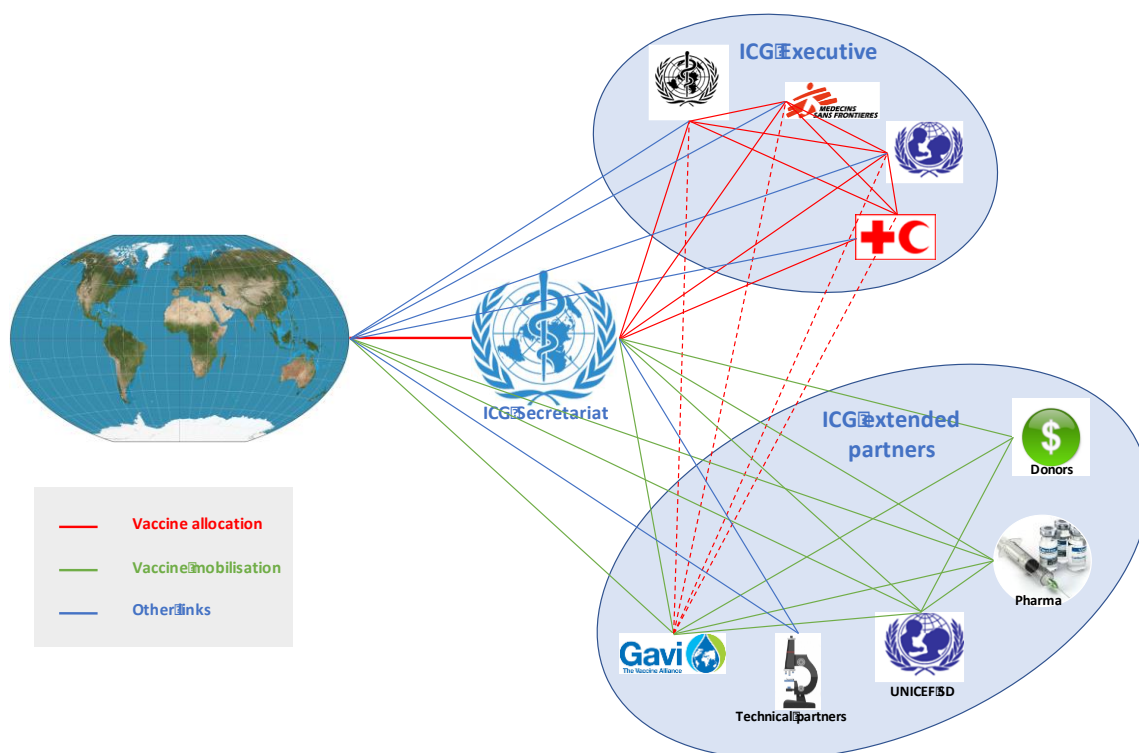 ICG Executive
MEDECINS
SANS FRONTIERES
ICG Secretariat
ICG extended
partners
$
Donors
Vaccine allocation
Vaccine mobilisation
Other links
Pharma
Gavi
The Vaccine Alliance
UNICEF SD
Technical partners